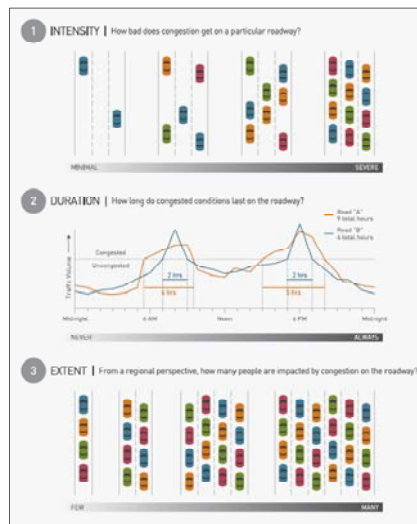 1 INTENSITY | How bad does congestion get on a particular roadway?
MINIMAL SEVERE
2 DURATION | How long do congested conditions last on the roadway?
Road "A"
9 total hours
Road "B"
4 total hours
Traffic Volume
Congested
Uncongested
2 hrs 2 hrs
4 hrs 5 hrs
Midnight 6 AM Noon 6 PM Midnight
NEVER ALWAYS
3 EXTENT | From a regional perspective, how many people are impacted by congestion on the roadway?
FEW MANY